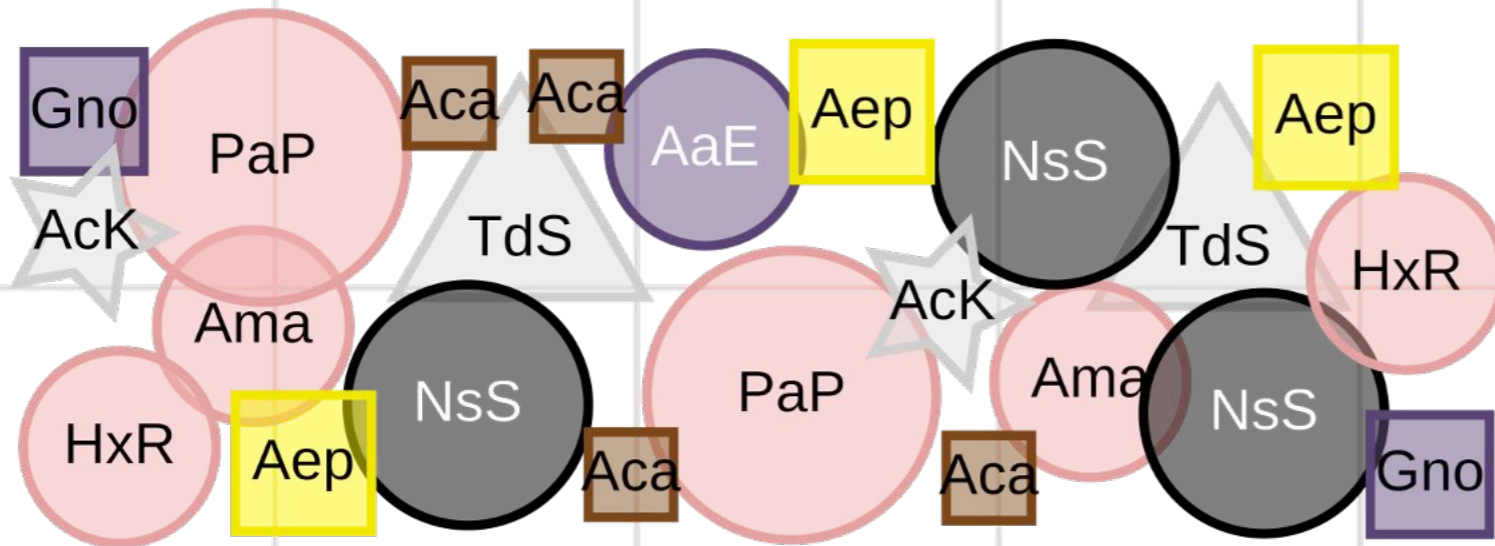 Gno
PaP
Aca
Aca
AaE
Aep
NsS
Aep
AcK
TdS
TdS
HxR
Ama
AcK
HxR
Aep
NsS
Aca
PaP
Aca
Ama
NsS
Gno